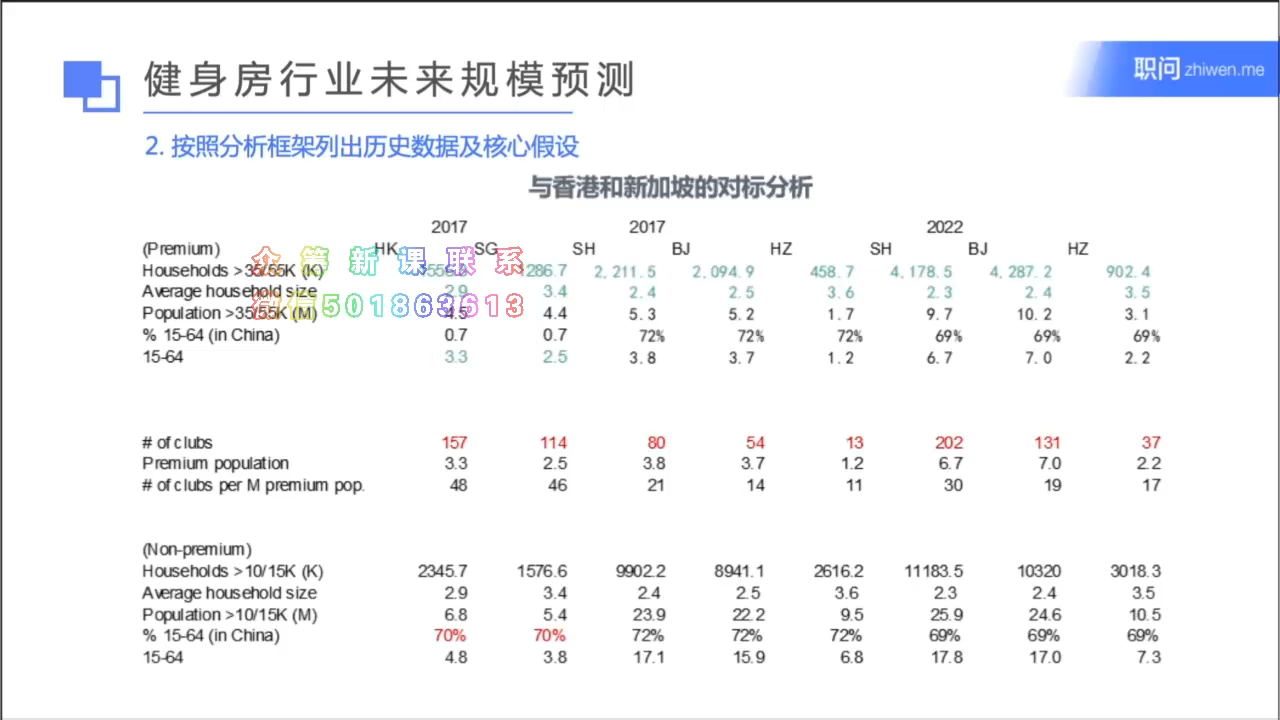 健身房行业未来规模预测
职问 zhiwen.me
2. 按照分析框架列出历史数据及核心假设
与香港和新加坡的对标分析
2017 2017 2022
(Premium) HK SG SH BJ HZ SH BJ HZ
众筹新课联系
Households >35/55K (K) 1286.7 2,211.5 2,094.9 458.7 4,178.5 4,287.2 902.4
Average household size 2.9 3.4 2.4 2.5 3.6 2.3 2.4 3.5
微信501863613
Population >35/55K (M) 4.5 4.4 5.3 5.2 1.7 9.7 10.2 3.1
% 15-64 (in China) 0.7 0.7 72% 72% 72% 69% 69% 69%
15-64 3.3 2.5 3.8 3.7 1.2 6.7 7.0 2.2
# of clubs 157 114 80 54 13 202 131 37
Premium population 3.3 2.5 3.8 3.7 1.2 6.7 7.0 2.2
# of clubs per M premium pop. 48 46 21 14 11 30 19 17
(Non-premium)
Households >10/15K (K) 2345.7 1576.6 9902.2 8941.1 2616.2 11183.5 10320 3018.3
Average household size 2.9 3.4 2.4 2.5 3.6 2.3 2.4 3.5
Population >10/15K (M) 6.8 5.4 23.9 22.2 9.5 25.9 24.6 10.5
% 15-64 (in China) 70% 70% 72% 72% 72% 69% 69% 69%
15-64 4.8 3.8 17.1 15.9 6.8 17.8 17.0 7.3